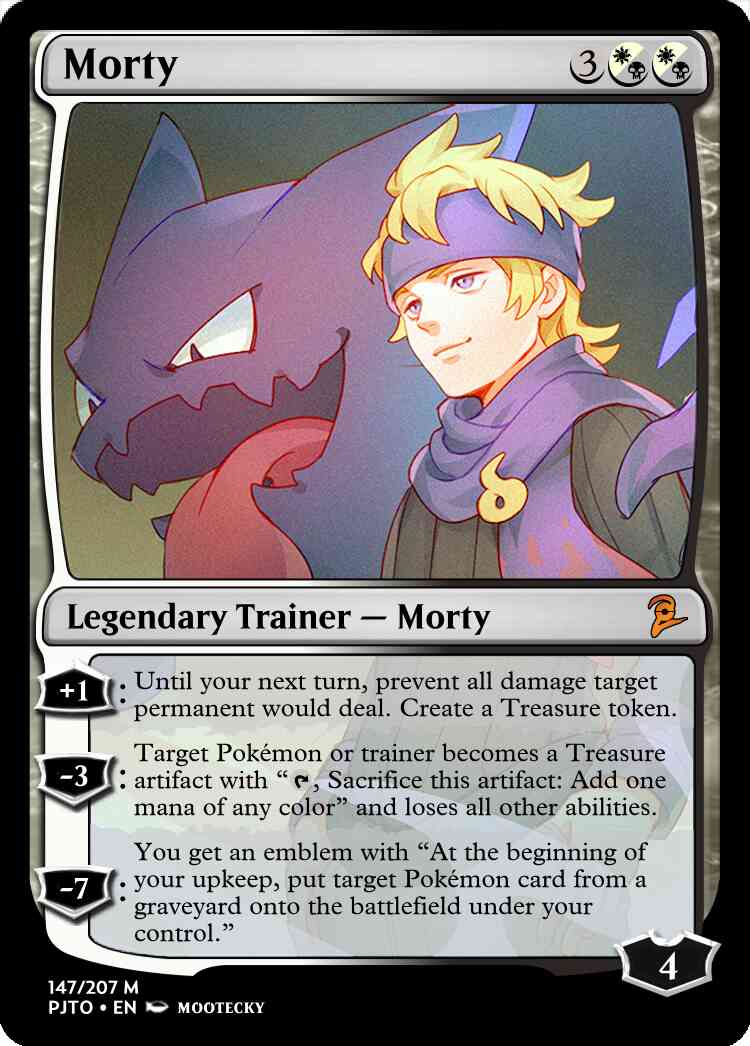 Morty 3
Legendary Trainer — Morty
+1 : Until your next turn, prevent all damage target
permanent would deal. Create a Treasure token.
–3 : Target Pokémon or trainer becomes a Treasure
artifact with “ , Sacrifice this artifact: Add one
mana of any color” and loses all other abilities.
–7 : You get an emblem with “At the beginning of
your upkeep, put target Pokémon card from a
graveyard onto the battlefield under your
control.”
4
147/207 M
PJTO • EN MOOTECKY